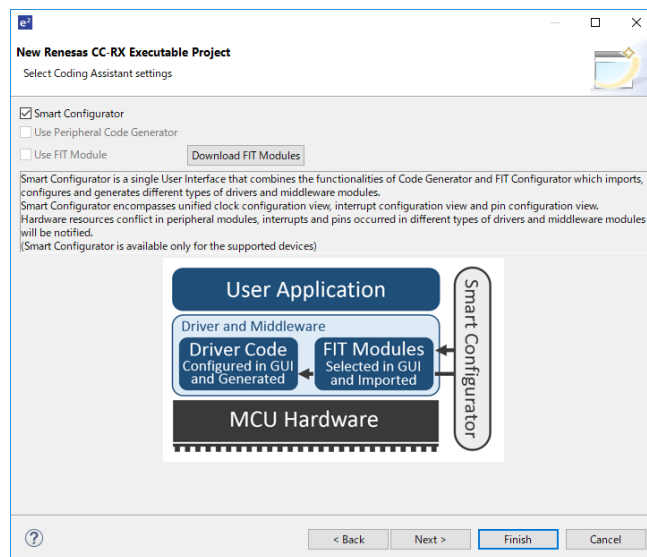 e²
New Renesas CC-RX Executable Project
Select Coding Assistant settings
Smart Configurator
Use Peripheral Code Generator
Use FIT Module
Download FIT Modules
Smart Configurator is a single User Interface that combines the functionalities of Code Generator and FIT Configurator which imports,
configures and generates different types of drivers and middleware modules.
Smart Configurator encompasses unified clock configuration view, interrupt configuration view and pin configuration view.
Hardware resources conflict in peripheral modules, interrupts and pins occurred in different types of drivers and middleware modules
will be notified.
(Smart Configurator is available only for the supported devices)
User Application
Driver and Middleware
Driver Code
Configured in GUI
and Generated
FIT Modules
Selected in GUI
and Imported
MCU Hardware
Smart Configurator
?
< Back
Next >
Finish
Cancel